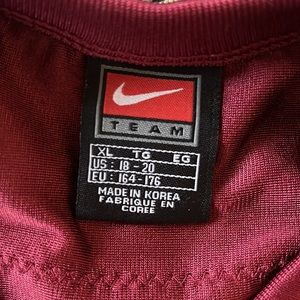 TEAM
XL TG EG
US: 18 - 20
EU: 164-176
MADE IN KOREA
FABRIQUE EN
COREE